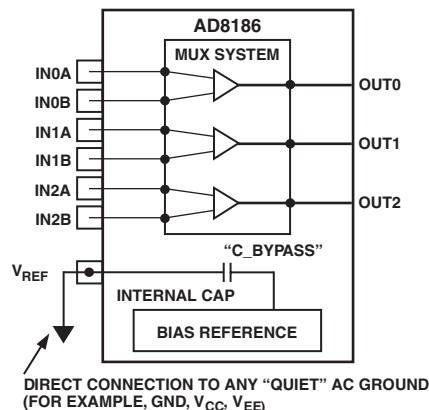 AD8186
MUX SYSTEM
IN0A
IN0B
IN1A
IN1B
IN2A
IN2B
OUT0
OUT1
OUT2
VREF
"C_BYPASS"
INTERNAL CAP
BIAS REFERENCE
DIRECT CONNECTION TO ANY "QUIET" AC GROUND
(FOR EXAMPLE, GND, VCC, VEE)